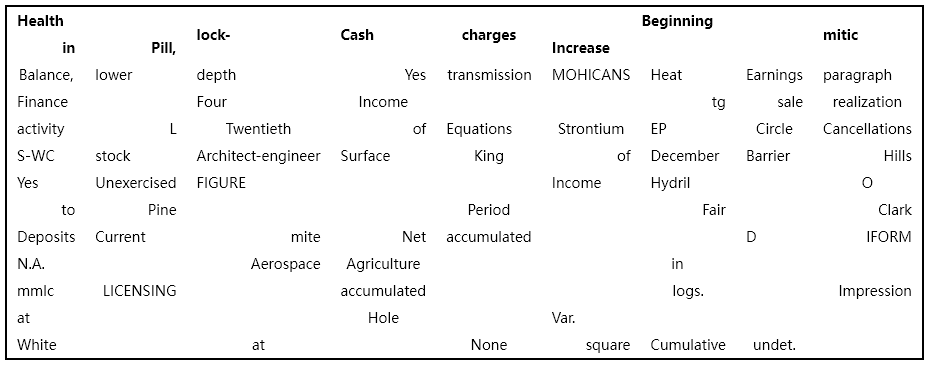 Health Beginning
lock- Cash charges mitic
in Pill, Increase
Balance, lower depth Yes transmission MOHICANS Heat Earnings paragraph
Finance Four Income tg sale realization
activity L Twentieth of Equations Strontium EP Circle Cancellations
S-WC stock Architect-engineer Surface King of December Barrier Hills
Yes Unexercised FIGURE Income Hydril O
to Pine Period Fair Clark
Deposits Current mite Net accumulated D IFORM
N.A. Aerospace Agriculture in
mmlc LICENSING accumulated logs. Impression
at Hole Var.
White at None square Cumulative undet.